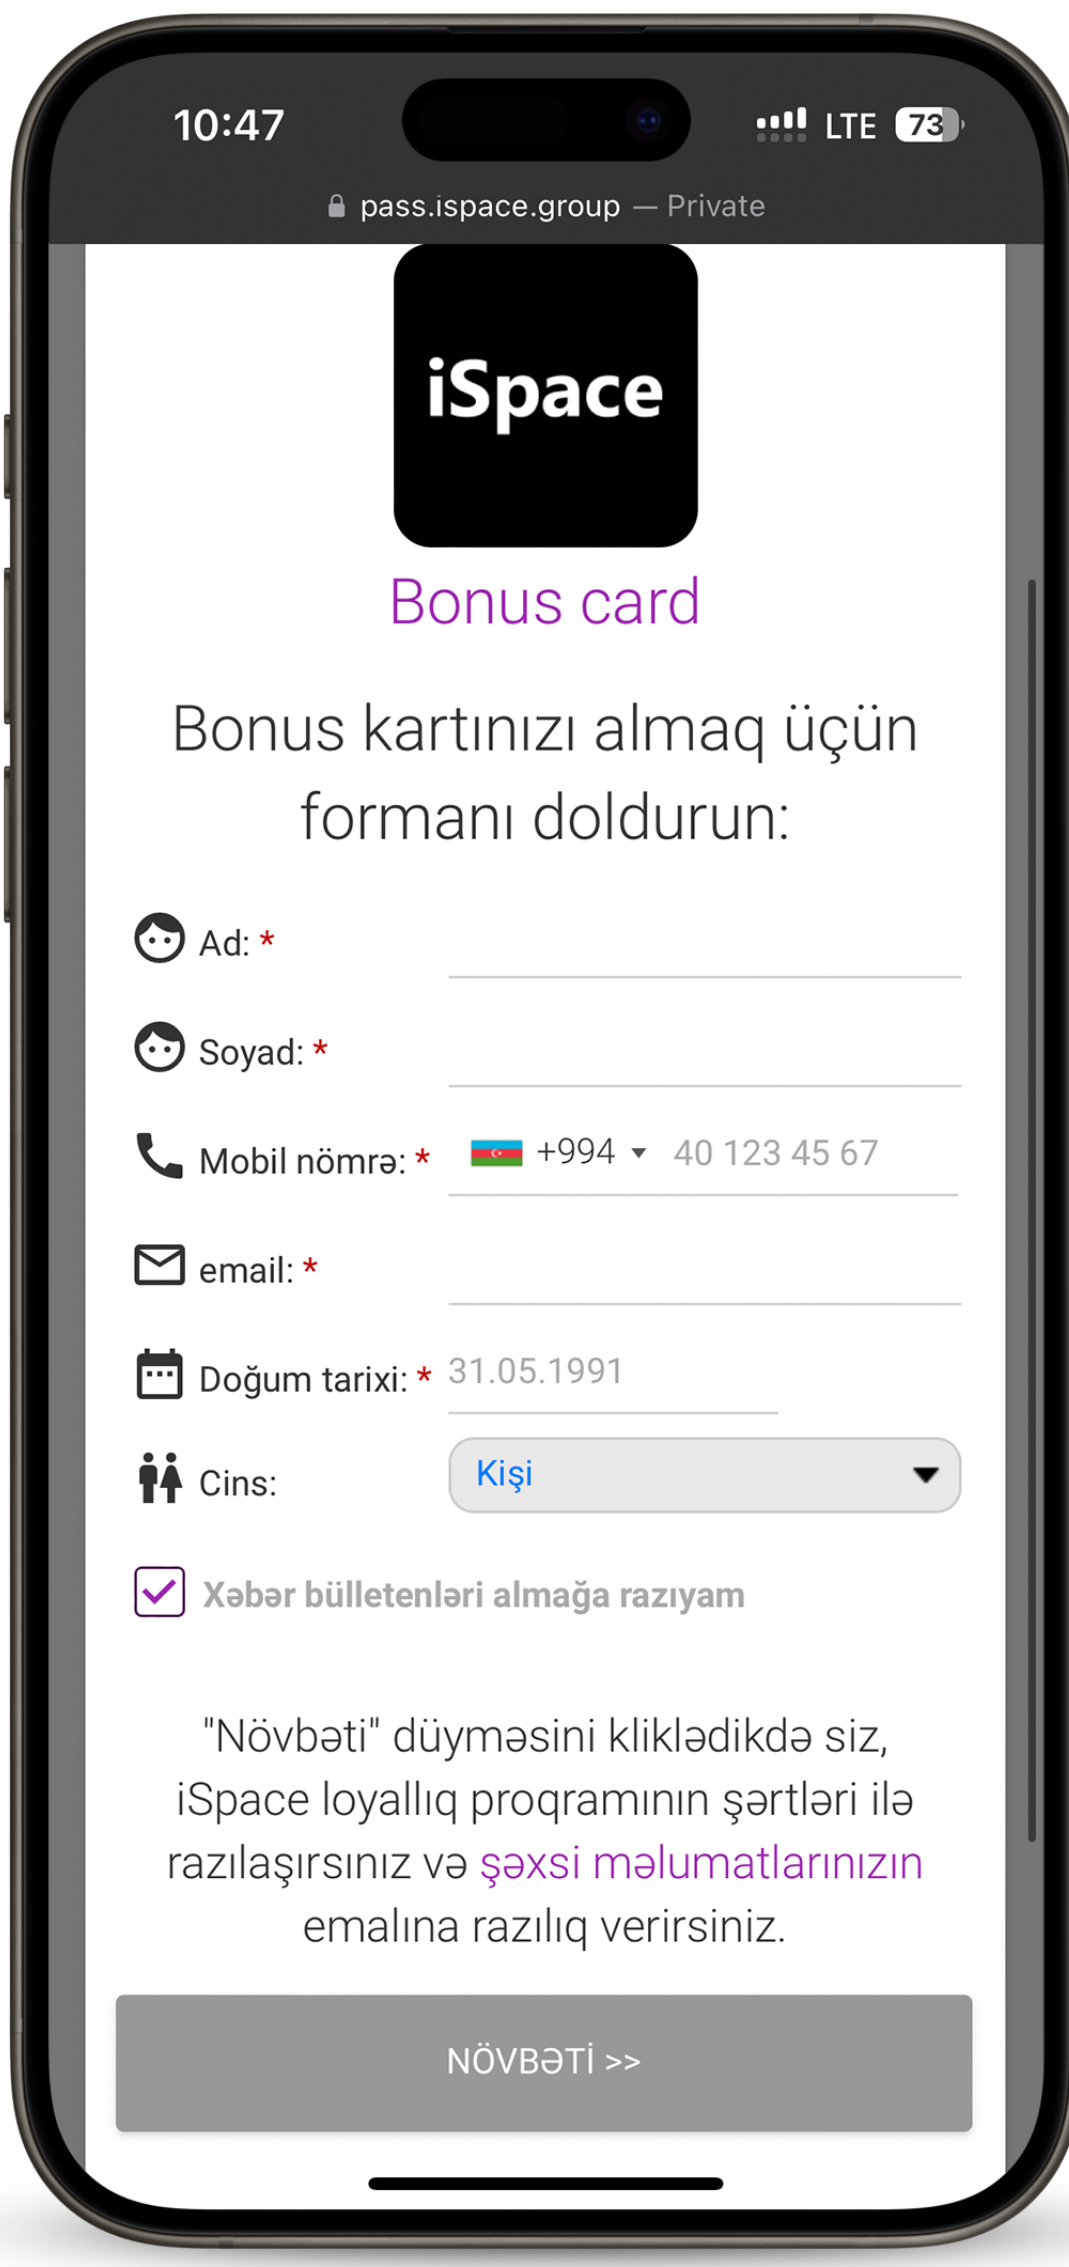 10:47 LTE 73
pass.ispace.group — Private
iSpace
Bonus card
Bonus kartınızı almaq üçün
formanı doldurun:
Ad: *
Soyad: *
Mobil nömrə: * +994 40 123 45 67
email: *
Doğum tarixi: * 31.05.1991
Cins: Kişi
Xəbər bülletenləri almağa razıyam
"Növbəti" düyməsini kliklədikdə siz,
iSpace loyallıq proqramının şərtləri ilə
razılaşırsınız və şəxsi məlumatlarınızın
emalına razılıq verirsiniz.
NÖVBƏTİ >>